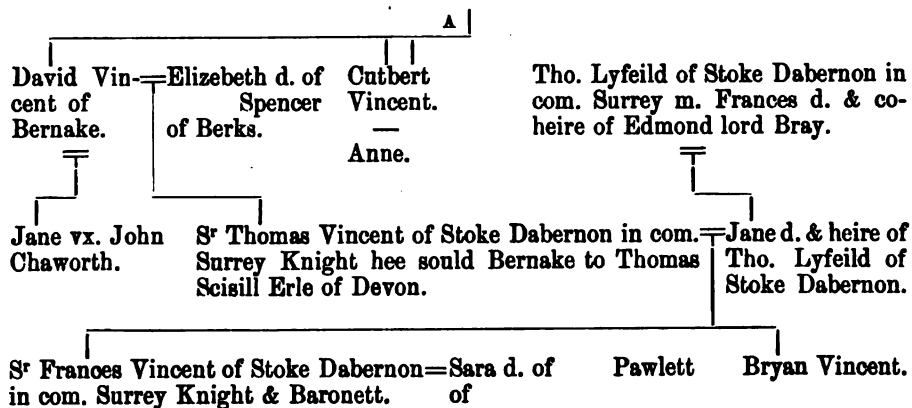 A
David Vin-
cent of
Bernake.
Elizebeth d. of
Spencer
of Berks.
Cutbert
Vincent.
—
Anne.
Tho. Lyfeild of Stoke Dabernon in
com. Surrey m. Frances d. & co-
heire of Edmond lord Bray.
Jane vx. John
Chaworth.
Sr Thomas Vincent of Stoke Dabernon in com.
Surrey Knight hee sould Bernake to Thomas
Scisill Erle of Devon.
Jane d. & heire of
Tho. Lyfeild of
Stoke Dabernon.
Sr Frances Vincent of Stoke Dabernon
in com. Surrey Knight & Baronett.
Sara d. of Pawlett
of
Bryan Vincent.